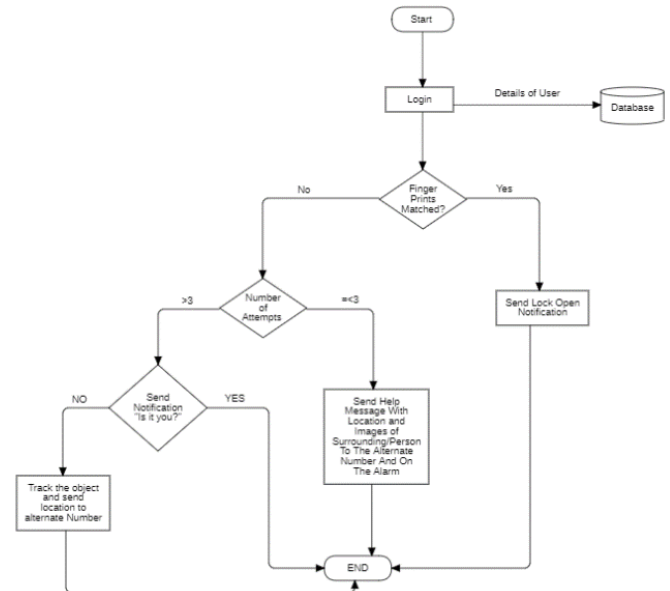 Start
Login
Details of User
Database
Finger
Prints
Matched?
No
Yes
Number
of
Attempts
>3
=<3
Send Lock Open
Notification
Send
Notification
"Is it you?"
NO
YES
Send Help
Message With
Location and
Images of
Surrounding/Person
To The Alternate
Number And On
The Alarm
Track the object
and send
location to
alternate Number
END